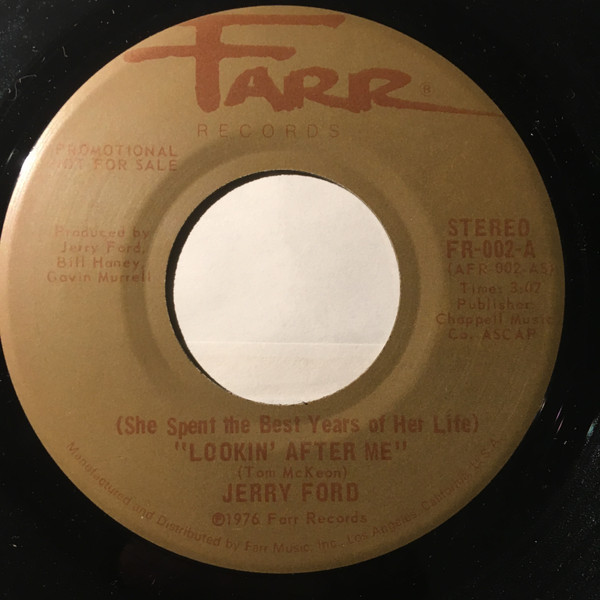 FARR®
RECORDS
PROMOTIONAL
NOT FOR SALE
Produced by
Jerry Ford,
Bill Haney,
Gavin Murrell
STEREO
FR-002-A
(AFR 002 AS)
Time: 3:07
Publisher
Chappell Music
Co, ASCAP
(She Spent the Best Years of Her Life)
"LOOKIN' AFTER ME"
(Tom McKeon)
JERRY FORD
℗1976 Farr Records
Manufactured and Distributed by Farr Music, Inc., Los Angeles, California, U.S.A.